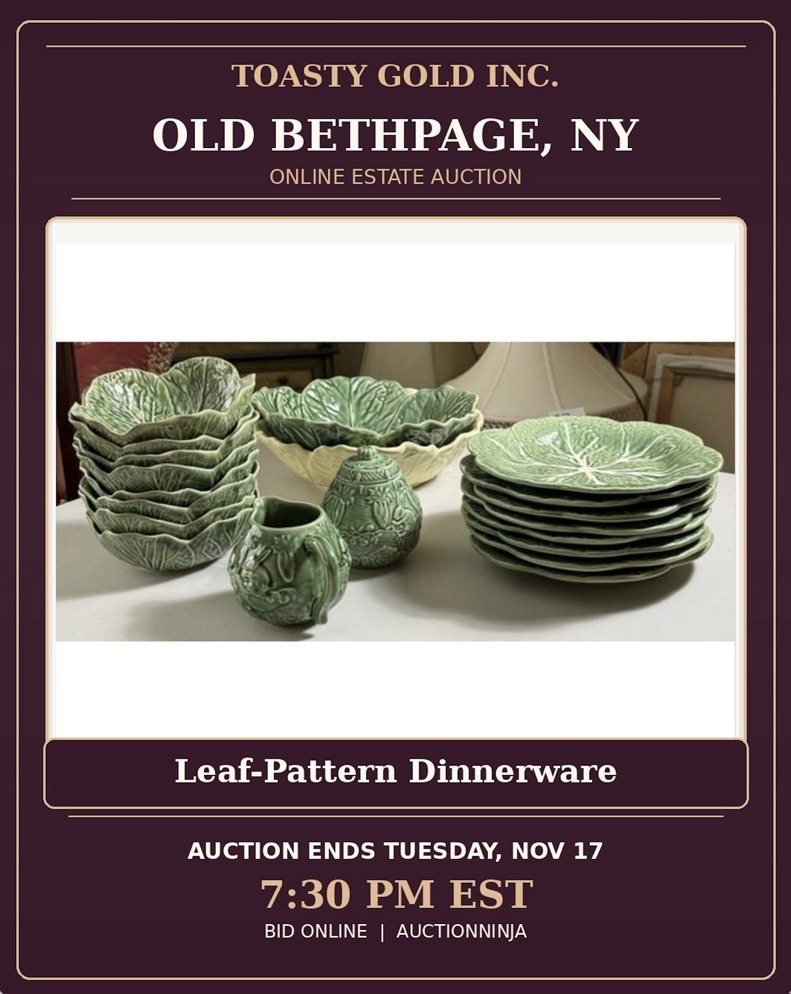 TOASTY GOLD INC.
OLD BETHPAGE, NY
ONLINE ESTATE AUCTION
Leaf-Pattern Dinnerware
AUCTION ENDS TUESDAY, NOV 17
7:30 PM EST
BID ONLINE | AUCTIONNINJA